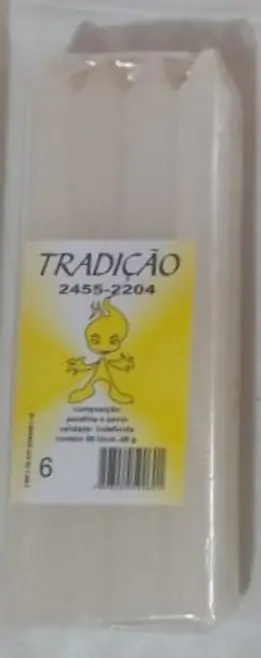 TRADIÇÃO
2455-2204
composição:
parafina e pavio
validade: indefinida
6